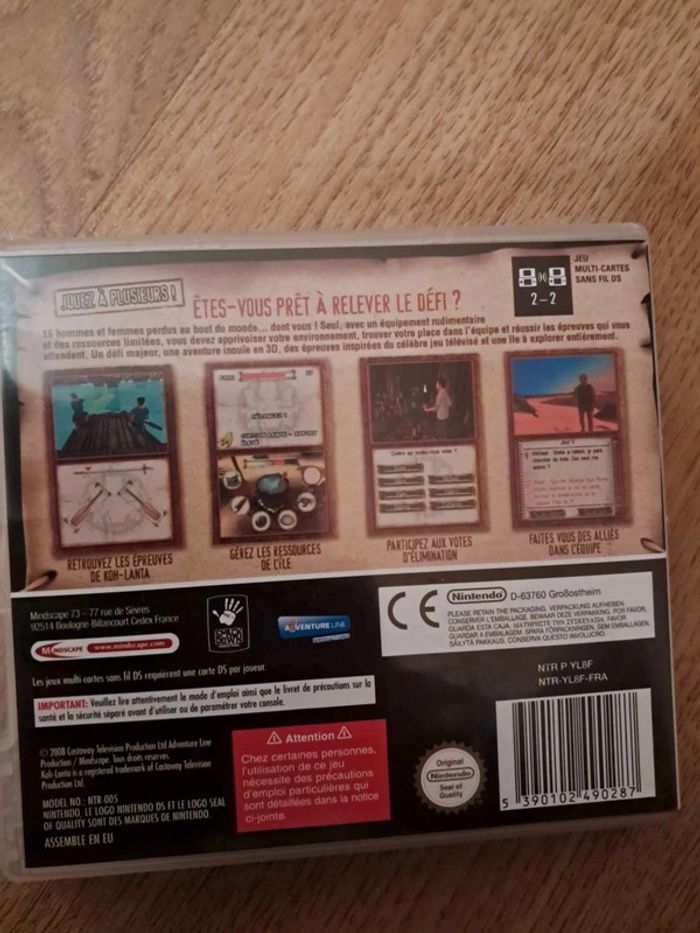 JOUEZ À PLUSIEURS !
ÊTES-VOUS PRÊT À RELEVER LE DÉFI ?
2-2
JEU
MULTI-CARTES
SANS FIL DS
16 hommes et femmes perdus au bout du monde... dont vous ! Seul, avec un équipement rudimentaire
et des ressources limitées, vous devez apprivoiser votre environnement, trouver votre place dans l'équipe et réussir les épreuves qui vous
attendent. Un défi majeur, une aventure inouïe en 3D, des épreuves inspirées du célèbre jeu télévisé et une île à explorer entièrement.
MÉLANGEZ !
Jour 1
RETROUVEZ LES ÉPREUVES
DE KOH-LANTA
GÉREZ LES RESSOURCES
DE L'ÎLE
PARTICIPEZ AUX VOTES
D'ÉLIMINATION
FAITES VOUS DES ALLIÉS
DANS L'ÉQUIPE
Mindscape 73 - 77 rue de Sèvres
92514 Boulogne-Billancourt Cedex France
MINDSCAPE www.mindscape.com
ADVENTURE LINE
PRODUCTIONS
CE
Nintendo D-63760 Großostheim
PLEASE RETAIN THE PACKAGING. VERPACKUNG AUFHEBEN.
CONSERVER L'EMBALLAGE. BEWAAR DEZE VERPAKKING. POR FAVOR,
GUARDA ESTA CAJA. ΔΙΑΤΗΡΗΣΤΕ ΤΗΝ ΣΥΣΚΕΥΑΣΙΑ. FAVOR
GUARDAR A EMBALAGEM. SPARA FÖRPACKNINGEN. GEM EMBALLAGEN.
SÄILYTÄ PAKKAUS. CONSERVA QUESTO INVOLUCRO.
Les jeux multi cartes sans fil DS requièrent une carte DS par joueur.
IMPORTANT: Veuillez lire attentivement le mode d'emploi ainsi que le livret de précautions sur la
santé et la sécurité séparé avant d'utiliser ou de paramétrer votre console.
NTR P YL8F
NTR-YL8F-FRA
© 2008 Castaway Television Production Ltd Adventure Line
Production / Mindscape. Tous droits réservés.
Koh-Lanta is a registered trademark of Castaway Television
Production Ltd.
MODEL NO: NTR-005
NINTENDO, LE LOGO NINTENDO DS ET LE LOGO SEAL
OF QUALITY SONT DES MARQUES DE NINTENDO.
ASSEMBLE EN EU
Attention
Chez certaines personnes,
l'utilisation de ce jeu
nécessite des précautions
d'emploi particulières qui
sont détaillées dans la notice
ci-jointe.
Original
Nintendo
Seal of
Quality
5 390102 490287